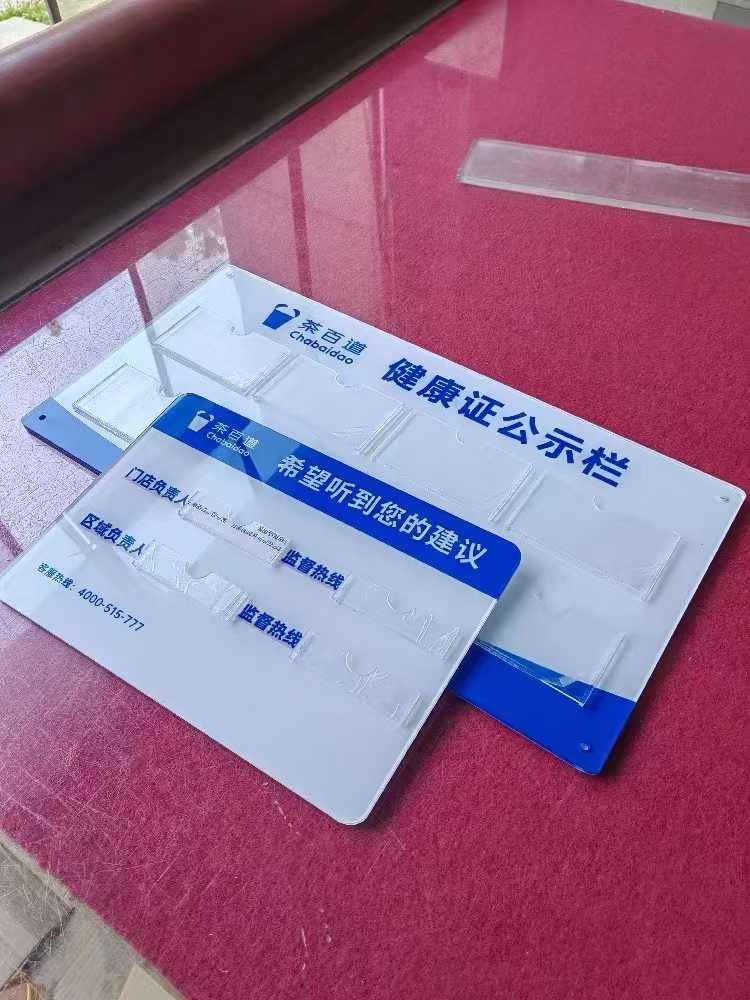 茶百道
Chabaidao
健康证公示栏
茶百道
Chabaidao
希望听到您的建议
门店负责人
监督热线
区域负责人
监督热线
客服热线：4000-515-777